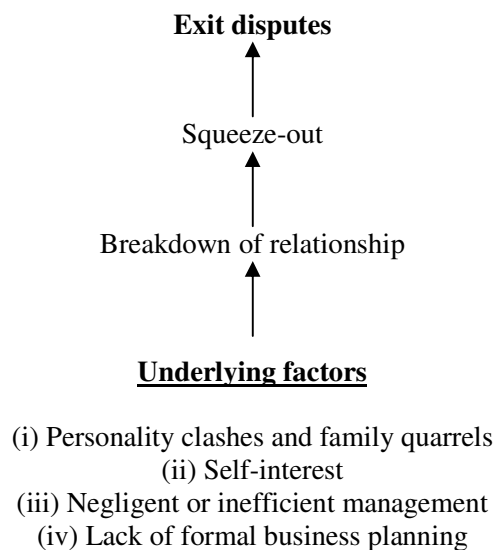 Exit disputes
Squeeze-out
Breakdown of relationship
Underlying factors
(i) Personality clashes and family quarrels
(ii) Self-interest
(iii) Negligent or inefficient management
(iv) Lack of formal business planning